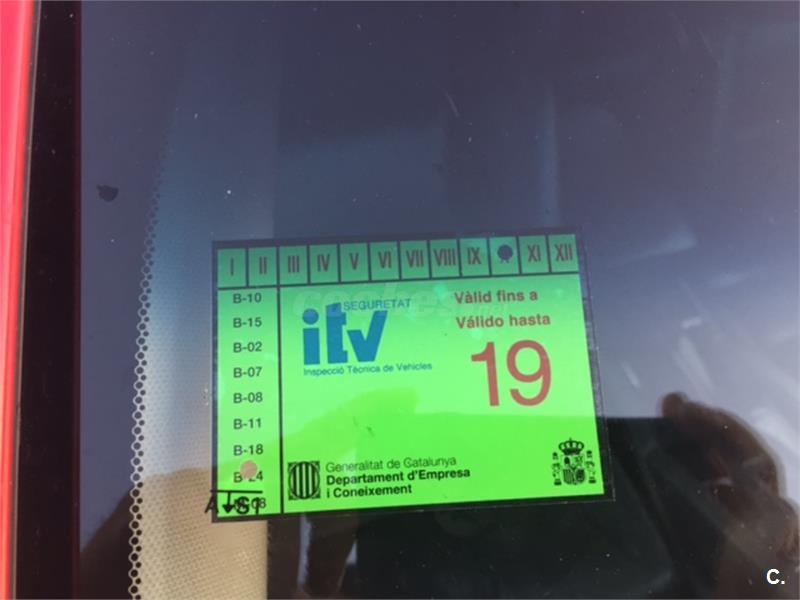 I II III IV V VI VII VIII IX XI XII
B-10
B-15
B-02
B-07
B-08
B-11
B-18
B-24
SEGURETAT
itv
Inspecció Tècnica de Vehicles
Vàlid fins a
Válido hasta
19
Generalitat de Catalunya
Departament d'Empresa
i Coneixement
C.